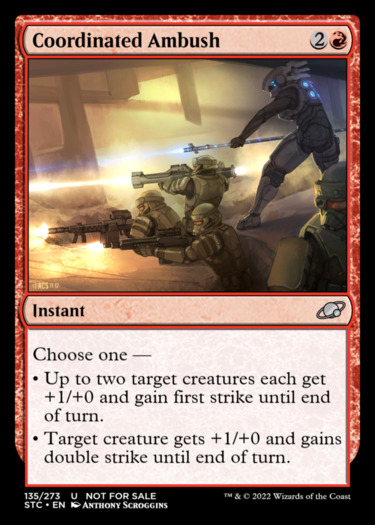 Coordinated Ambush 2
Instant
Choose one —
• Up to two target creatures each get
+1/+0 and gain first strike until end
of turn.
• Target creature gets +1/+0 and gains
double strike until end of turn.
135/273 U NOT FOR SALE
STC • EN Anthony Scroggins
™ & © 2022 Wizards of the Coast